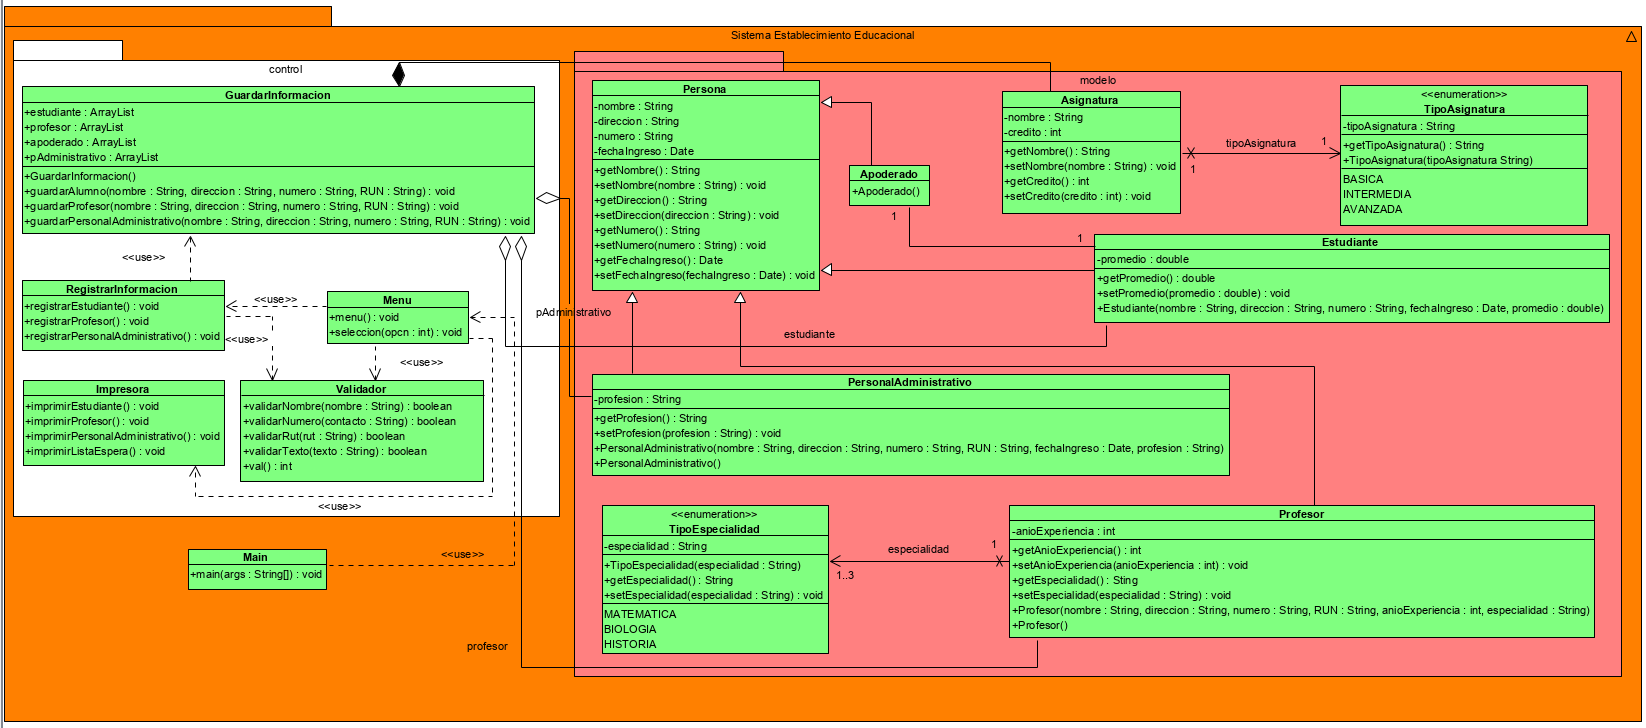 Sistema Establecimiento Educacional
control
GuardarInformacion
+estudiante : ArrayList
+profesor : ArrayList
+apoderado : ArrayList
+pAdministrativo : ArrayList
+GuardarInformacion()
+guardarAlumno(nombre : String, direccion : String, numero : String, RUN : String) : void
+guardarProfesor(nombre : String, direccion : String, numero : String, RUN : String) : void
+guardarPersonalAdministrativo(nombre : String, direccion : String, numero : String, RUN : String) : void
<<use>>
RegistrarInformacion
+registrarEstudiante() : void
+registrarProfesor() : void
+registrarPersonalAdministrativo() : void
<<use>>
<<use>>
Menu
+menu() : void
+seleccion(opcn : int) : void
<<use>>
Impresora
+imprimirEstudiante() : void
+imprimirProfesor() : void
+imprimirPersonalAdministrativo() : void
+imprimirListaEspera() : void
Validador
+validarNombre(nombre : String) : boolean
+validarNumero(contacto : String) : boolean
+validarRut(rut : String) : boolean
+validarTexto(texto : String) : boolean
+val() : int
<<use>>
Main
+main(args : String[]) : void
<<use>>
modelo
Persona
-nombre : String
-direccion : String
-numero : String
-fechaIngreso : Date
+getNombre() : String
+setNombre(nombre : String) : void
+getDireccion() : String
+setDireccion(direccion : String) : void
+getNumero() : String
+setNumero(numero : String) : void
+getFechaIngreso() : Date
+setFechaIngreso(fechaIngreso : Date) : void
Apoderado
+Apoderado()
1
1
Asignatura
-nombre : String
-credito : int
+getNombre() : String
+setNombre(nombre : String) : void
+getCredito() : int
+setCredito(credito : int) : void
tipoAsignatura
1
1
<<enumeration>>
TipoAsignatura
-tipoAsignatura : String
+getTipoAsignatura() : String
+TipoAsignatura(tipoAsignatura String)
BASICA
INTERMEDIA
AVANZADA
Estudiante
-promedio : double
+getPromedio() : double
+setPromedio(promedio : double) : void
+Estudiante(nombre : String, direccion : String, numero : String, fechaIngreso : Date, promedio : double)
pAdministrativo
estudiante
PersonalAdministrativo
-profesion : String
+getProfesion() : String
+setProfesion(profesion : String) : void
+PersonalAdministrativo(nombre : String, direccion : String, numero : String, RUN : String, fechaIngreso : Date, profesion : String)
+PersonalAdministrativo()
<<enumeration>>
TipoEspecialidad
-especialidad : String
+TipoEspecialidad(especialidad : String)
+getEspecialidad() : String
+setEspecialidad(especialidad : String) : void
MATEMATICA
BIOLOGIA
HISTORIA
especialidad
1
1..3
Profesor
-anioExperiencia : int
+getAnioExperiencia() : int
+setAnioExperiencia(anioExperiencia : int) : void
+getEspecialidad() : Sting
+setEspecialidad(especialidad : String) : void
+Profesor(nombre : String, direccion : String, numero : String, RUN : String, anioExperiencia : int, especialidad : String)
+Profesor()
profesor